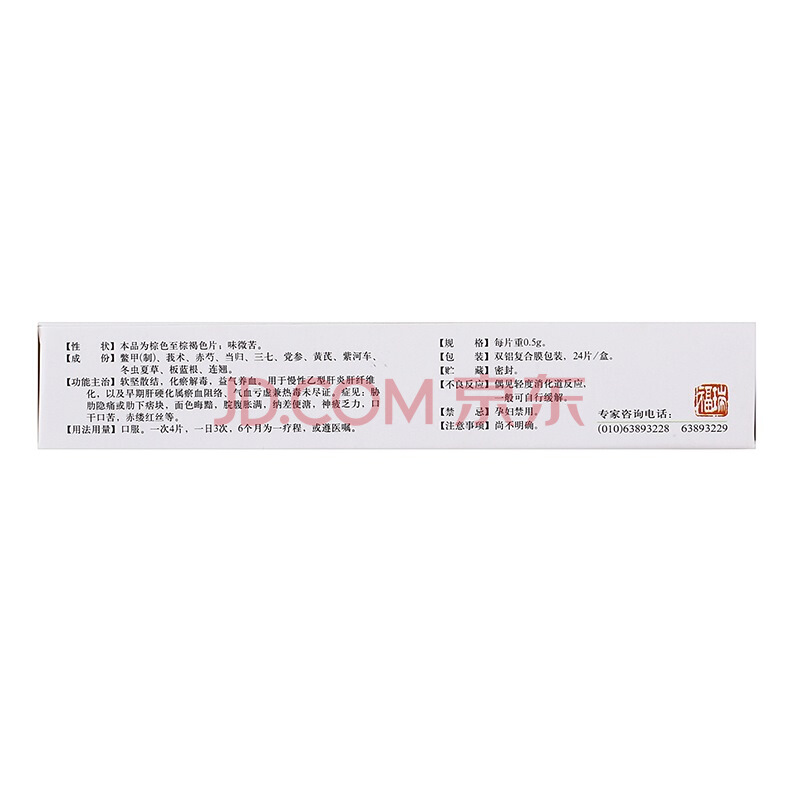 【性　　状】本品为棕色至棕褐色片；味微苦。
【成　　份】鳖甲(制)、莪术、赤芍、当归、三七、党参、黄芪、紫河车、
冬虫夏草、板蓝根、连翘。
【功能主治】软坚散结，化瘀解毒，益气养血。用于慢性乙型肝炎肝纤维
化，以及早期肝硬化属瘀血阻络，气血亏虚兼热毒未尽证。症见：胁
肋隐痛或肋下痞块，面色晦黯，脘腹胀满，纳差便溏，神疲乏力，口
干口苦，赤缕红丝等。
【用法用量】口服。一次4片，一日3次，6个月为一疗程，或遵医嘱。
【规　　格】每片重0.5g。
【包　　装】双铝复合膜包装，24片/盒。
【贮　　藏】密封。
【不良反应】偶见轻度消化道反应，
一般可自行缓解。
【禁　　忌】孕妇禁用。
【注意事项】尚不明确。
福瑞
专家咨询电话：
(010)63893228 63893229
JD.COM 京东